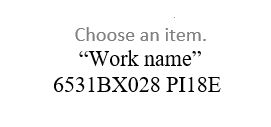 Choose an item.
“Work name”
6531BX028 PI18E